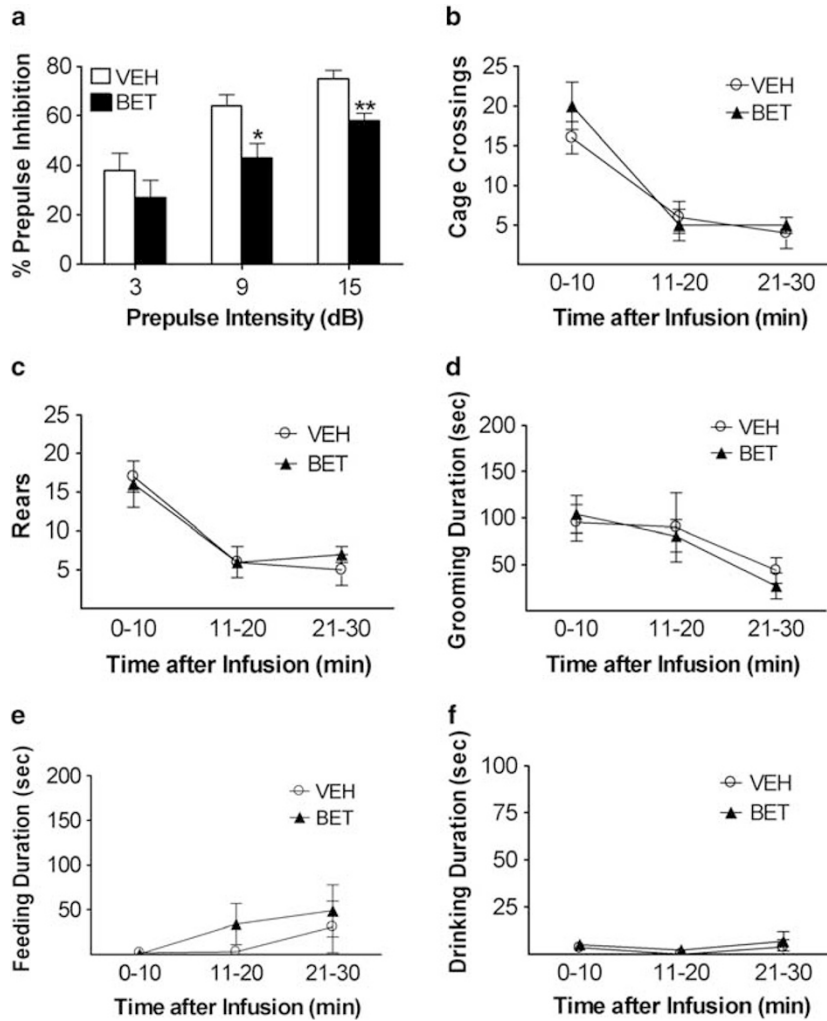 a
% Prepulse Inhibition
80
60
40
20
0
VEH
BET
*
**
3 9 15
Prepulse Intensity (dB)
b
Cage Crossings
25
20
15
10
5
VEH
BET
0-10 11-20 21-30
Time after Infusion (min)
c
Rears
25
20
15
10
5
VEH
BET
0-10 11-20 21-30
Time after Infusion (min)
d
Grooming Duration (sec)
200
150
100
50
VEH
BET
0-10 11-20 21-30
Time after Infusion (min)
e
Feeding Duration (sec)
200
150
100
50
VEH
BET
0-10 11-20 21-30
Time after Infusion (min)
f
Drinking Duration (sec)
100
75
50
25
VEH
BET
0-10 11-20 21-30
Time after Infusion (min)